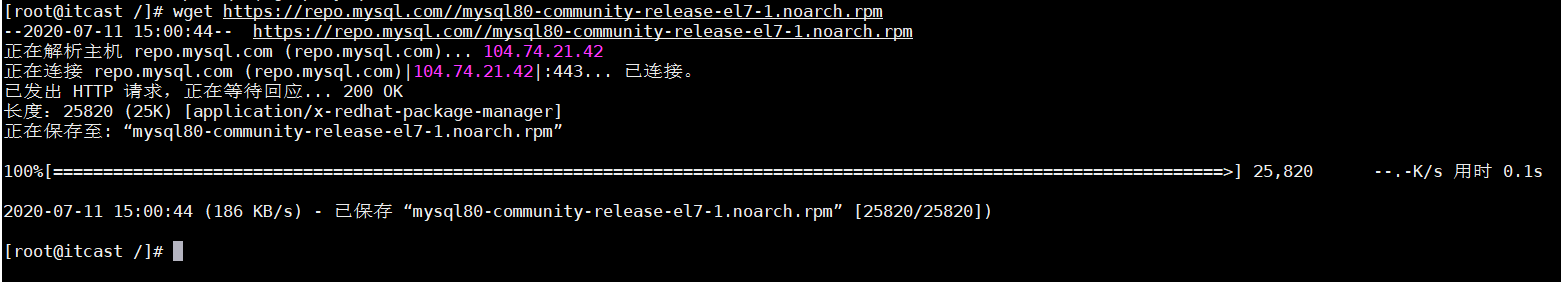 [root@itcast /]# wget https://repo.mysql.com//mysql80-community-release-el7-1.noarch.rpm
--2020-07-11 15:00:44--  https://repo.mysql.com//mysql80-community-release-el7-1.noarch.rpm
正在解析主机 repo.mysql.com (repo.mysql.com)... 104.74.21.42
正在连接 repo.mysql.com (repo.mysql.com)|104.74.21.42|:443... 已连接。
已发出 HTTP 请求，正在等待回应... 200 OK
长度：25820 (25K) [application/x-redhat-package-manager]
正在保存至: “mysql80-community-release-el7-1.noarch.rpm”
100%[=====================================================================================================================>] 25,820      --.-K/s 用时 0.1s
2020-07-11 15:00:44 (186 KB/s) - 已保存 “mysql80-community-release-el7-1.noarch.rpm” [25820/25820])
[root@itcast /]#